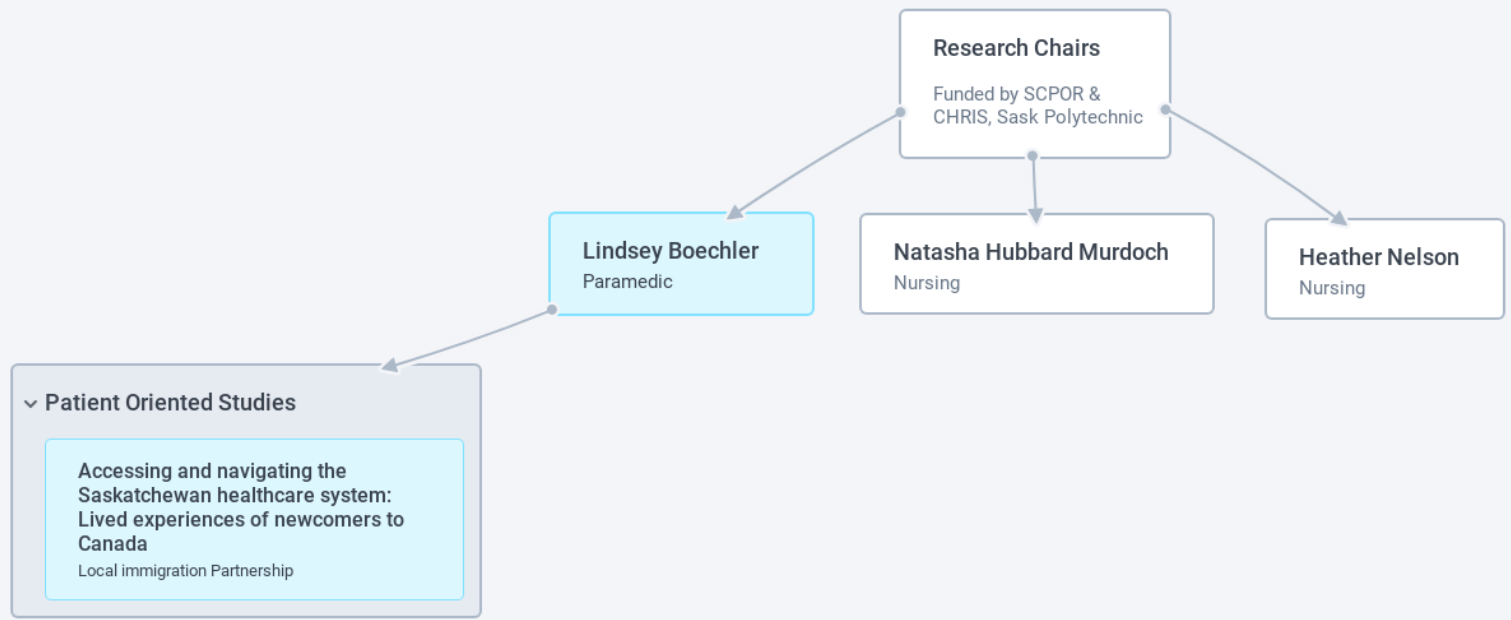 Research Chairs
Funded by SCPOR &
CHRIS, Sask Polytechnic
Lindsey Boechler
Paramedic
Natasha Hubbard Murdoch
Nursing
Heather Nelson
Nursing
Patient Oriented Studies
Accessing and navigating the
Saskatchewan healthcare system:
Lived experiences of newcomers to
Canada
Local immigration Partnership